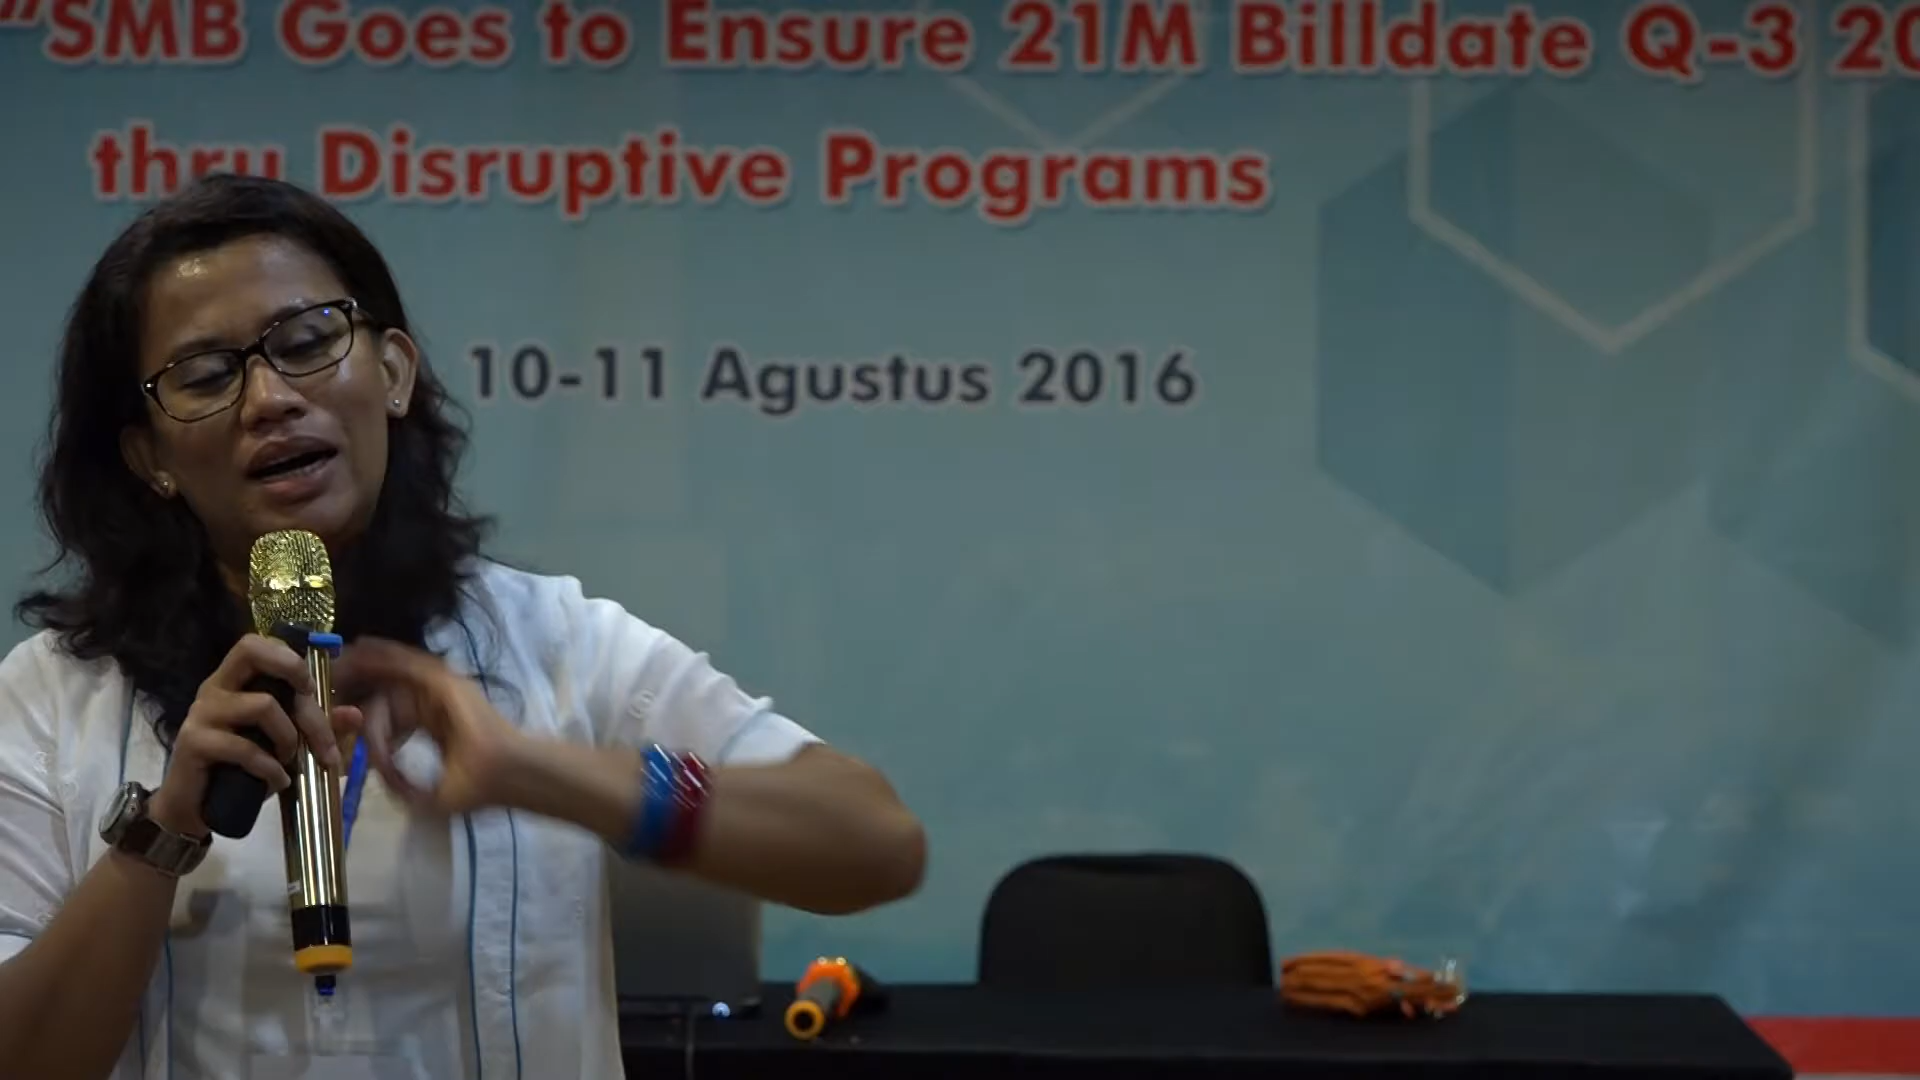 "SMB Goes to Ensure 21M Billdate Q-3 20
thru Disruptive Programs
10-11 Agustus 2016